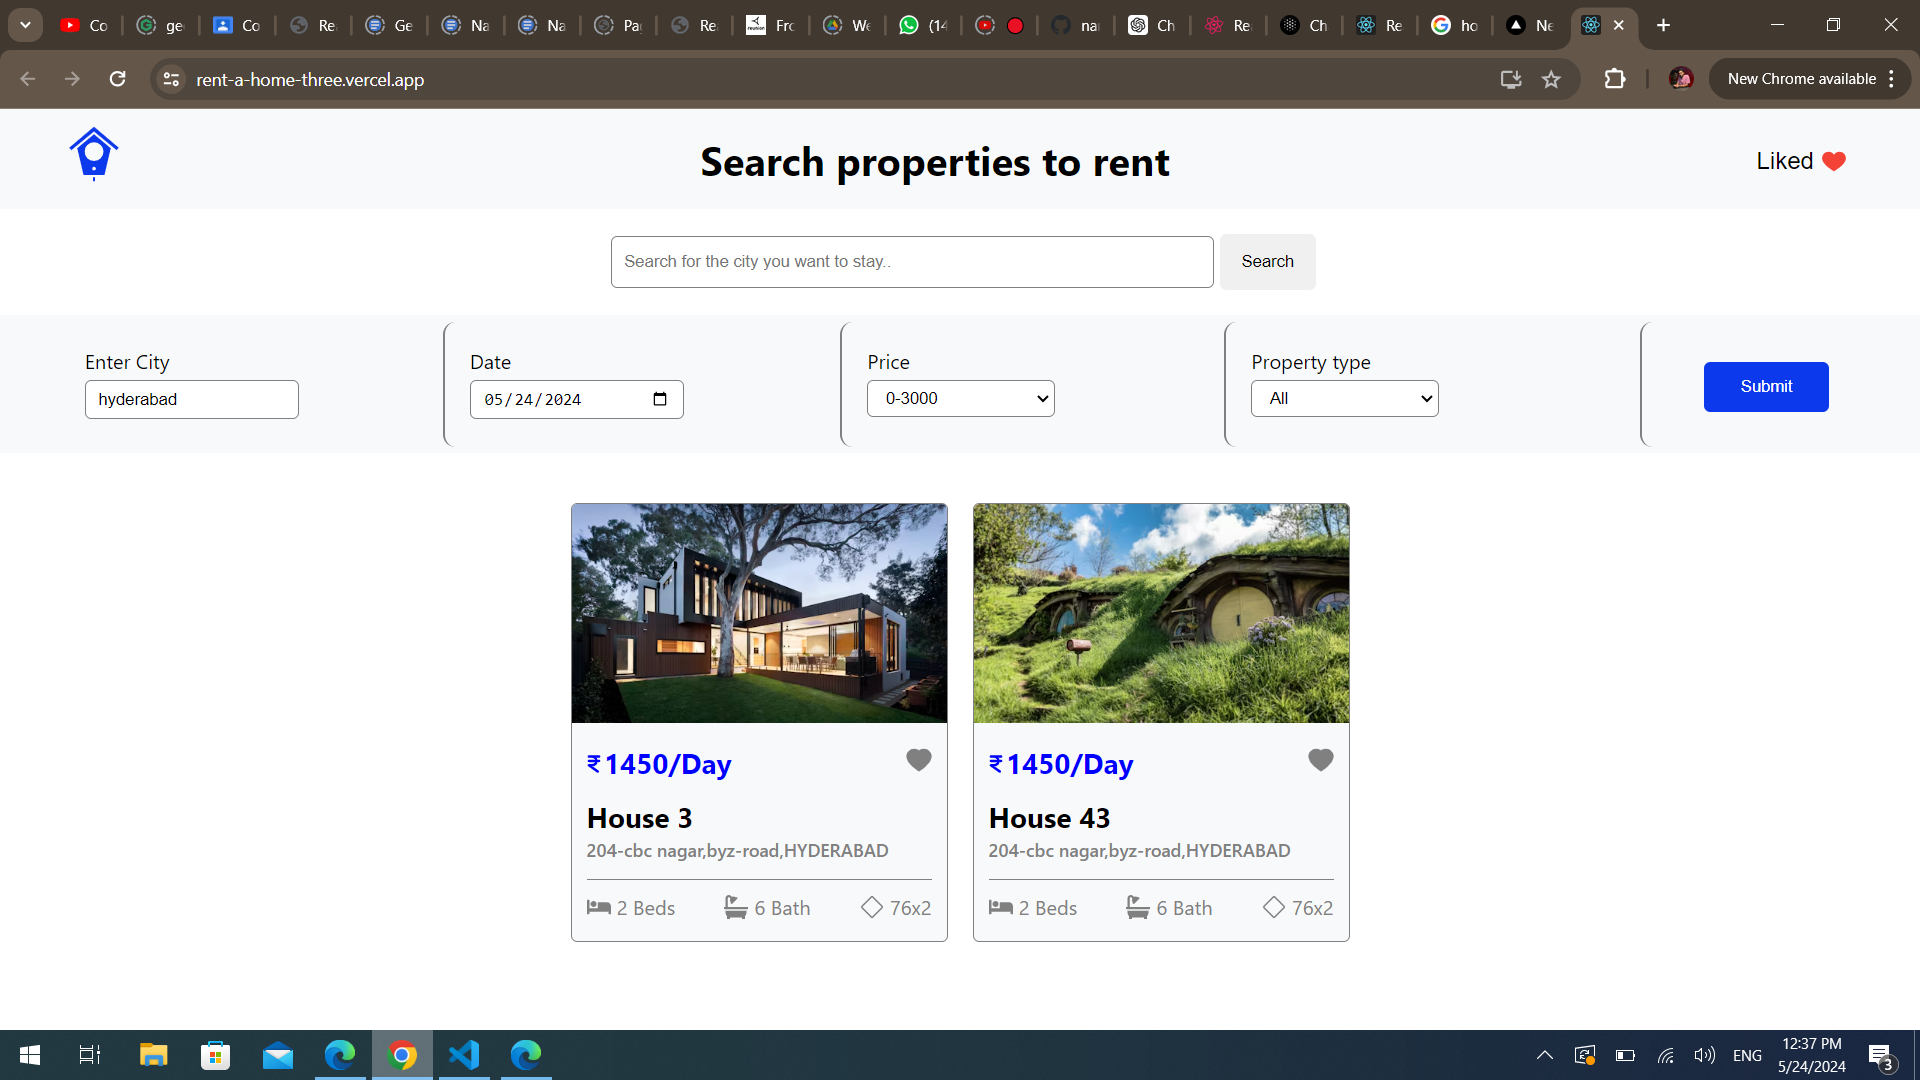 Co
ge
Co
Re
Ge
Na
Na
Pa
Re
Fro
We
(14
na
Ch
Re
Ch
Re
ho
Ne
rent-a-home-three.vercel.app
New Chrome available
Search properties to rent
Liked
Search for the city you want to stay..
Search
Enter City
Date
Price
Property type
hyderabad
05/24/2024
0-3000
All
Submit
₹1450/Day
House 3
204-cbc nagar,byz-road,HYDERABAD
2 Beds 6 Bath 76x2
₹1450/Day
House 43
204-cbc nagar,byz-road,HYDERABAD
2 Beds 6 Bath 76x2
ENG
12:37 PM
5/24/2024
3